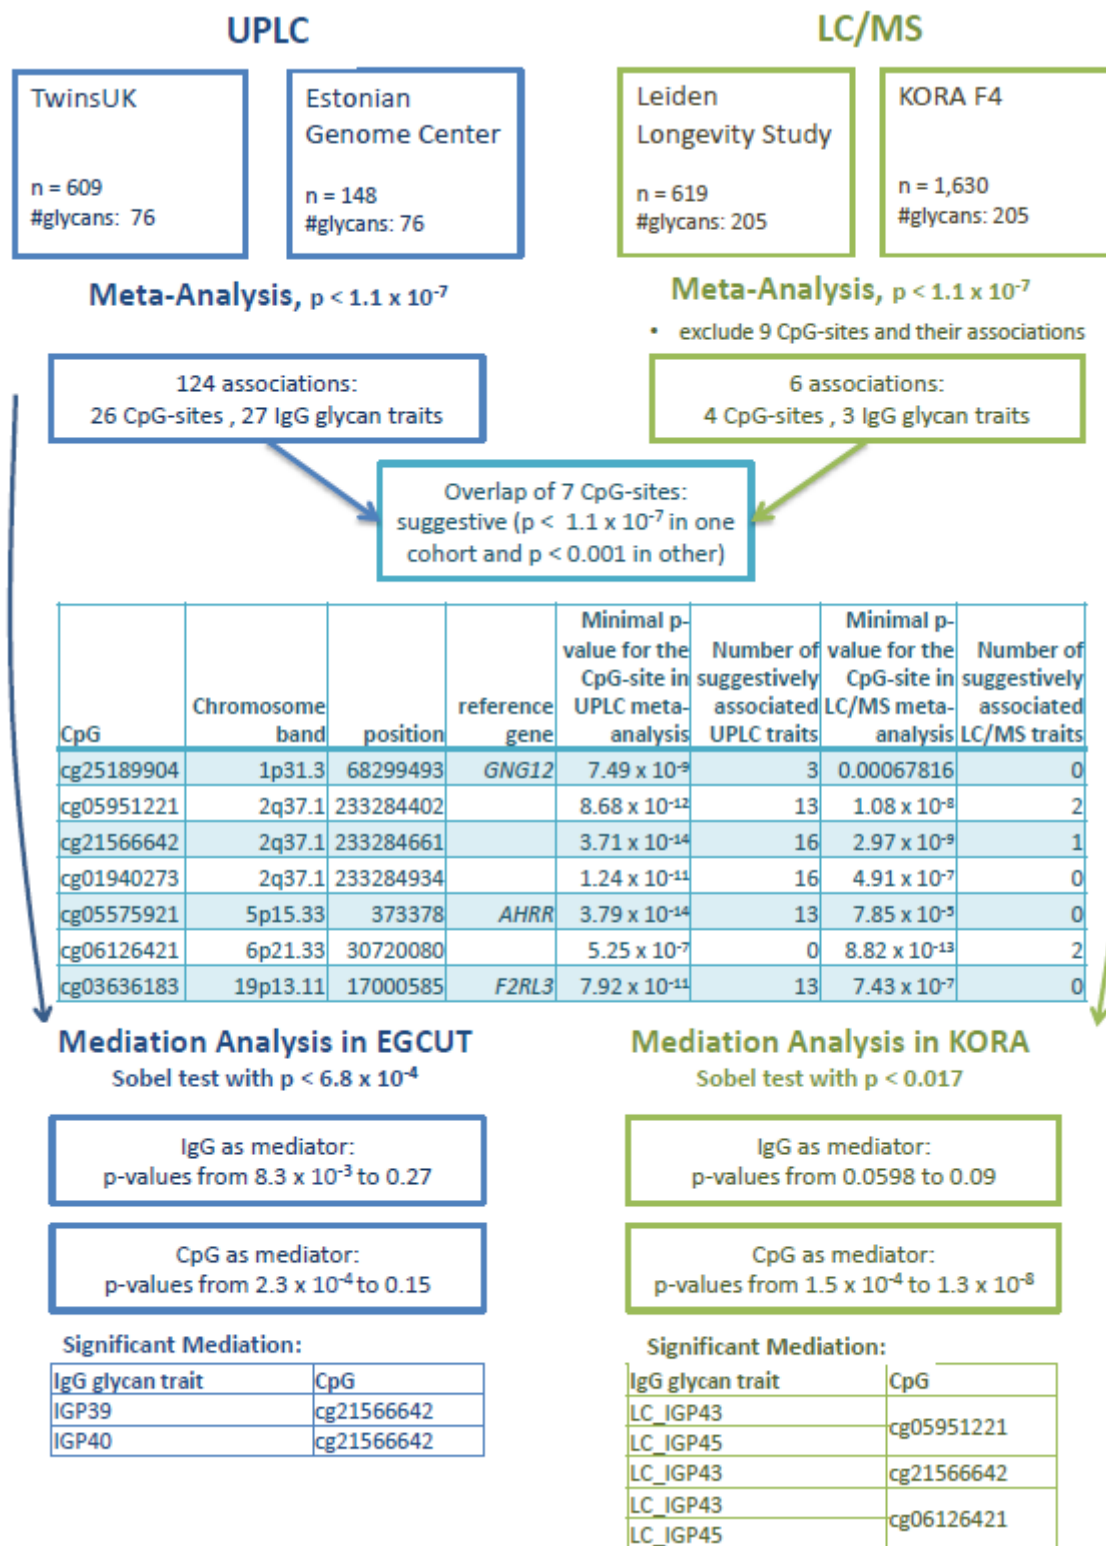 UPLC
LC/MS
TwinsUK
n = 609
#glycans: 76
Estonian
Genome Center
n = 148
#glycans: 76
Leiden
Longevity Study
n = 619
#glycans: 205
KORA F4
n = 1,630
#glycans: 205
Meta-Analysis, p < 1.1 x 10⁻⁷
Meta-Analysis, p < 1.1 x 10⁻⁷
• exclude 9 CpG-sites and their associations
124 associations:
26 CpG-sites , 27 IgG glycan traits
6 associations:
4 CpG-sites , 3 IgG glycan traits
Overlap of 7 CpG-sites:
suggestive (p < 1.1 x 10⁻⁷ in one
cohort and p < 0.001 in other)
CpG
Chromosome
band
position
reference
gene
Minimal p-
value for the
CpG-site in
UPLC meta-
analysis
Number of
suggestively
associated
UPLC traits
Minimal p-
value for the
CpG-site in
LC/MS meta-
analysis
Number of
suggestively
associated
LC/MS traits
cg25189904 1p31.3 68299493 GNG12 7.49 x 10⁻⁹ 3 0.00067816 0
cg05951221 2q37.1 233284402 8.68 x 10⁻¹² 13 1.08 x 10⁻⁸ 2
cg21566642 2q37.1 233284661 3.71 x 10⁻¹⁴ 16 2.97 x 10⁻⁹ 1
cg01940273 2q37.1 233284934 1.24 x 10⁻¹¹ 16 4.91 x 10⁻⁷ 0
cg05575921 5p15.33 373378 AHRR 3.79 x 10⁻¹⁴ 13 7.85 x 10⁻⁵ 0
cg06126421 6p21.33 30720080 5.25 x 10⁻⁷ 0 8.82 x 10⁻¹³ 2
cg03636183 19p13.11 17000585 F2RL3 7.92 x 10⁻¹¹ 13 7.43 x 10⁻⁷ 0
Mediation Analysis in EGCUT
Sobel test with p < 6.8 x 10⁻⁴
IgG as mediator:
p-values from 8.3 x 10⁻³ to 0.27
CpG as mediator:
p-values from 2.3 x 10⁻⁴ to 0.15
Significant Mediation:
IgG glycan trait CpG
IGP39 cg21566642
IGP40 cg21566642
Mediation Analysis in KORA
Sobel test with p < 0.017
IgG as mediator:
p-values from 0.0598 to 0.09
CpG as mediator:
p-values from 1.5 x 10⁻⁴ to 1.3 x 10⁻⁸
Significant Mediation:
IgG glycan trait CpG
LC_IGP43
cg05951221
LC_IGP45
LC_IGP43 cg21566642
LC_IGP43
cg06126421
LC_IGP45